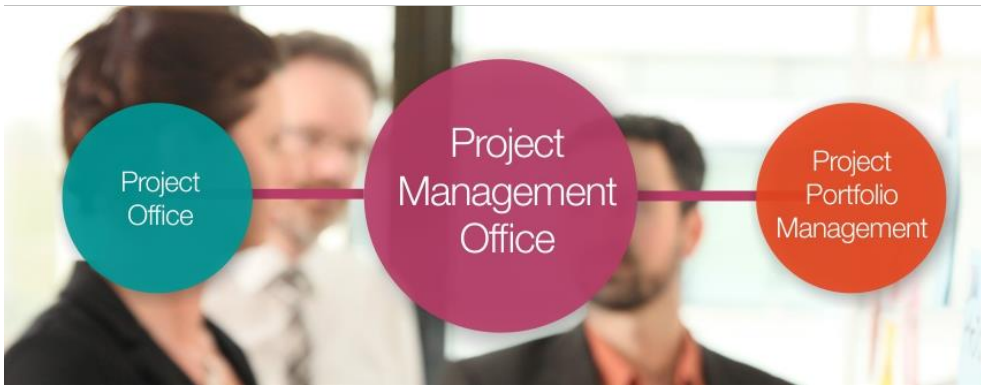 Project
Office
Project
Management
Office
Project
Portfolio
Management